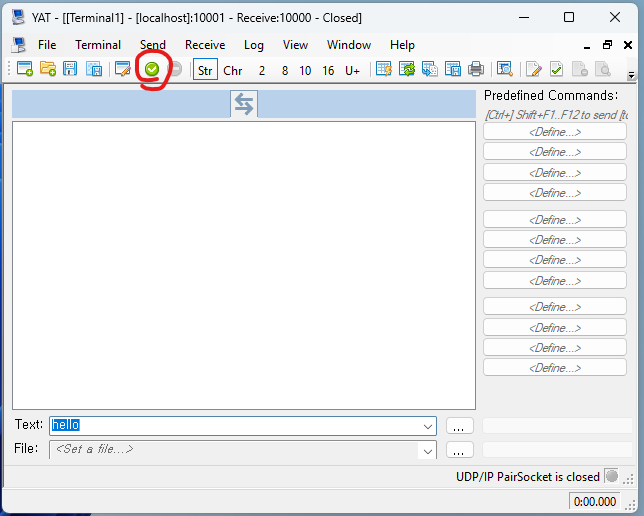 YAT - [[Terminal1] - [localhost]:10001 - Receive:10000 - Closed]
File Terminal Send Receive Log View Window Help
Str Chr 2 8 10 16 U+
Predefined Commands:
[Ctrl+] Shift+F1..F12 to send [to
<Define...>
<Define...>
<Define...>
<Define...>
<Define...>
<Define...>
<Define...>
<Define...>
<Define...>
<Define...>
<Define...>
<Define...>
Text: hello ...
File: <Set a file...> ...
UDP/IP PairSocket is closed
0:00.000